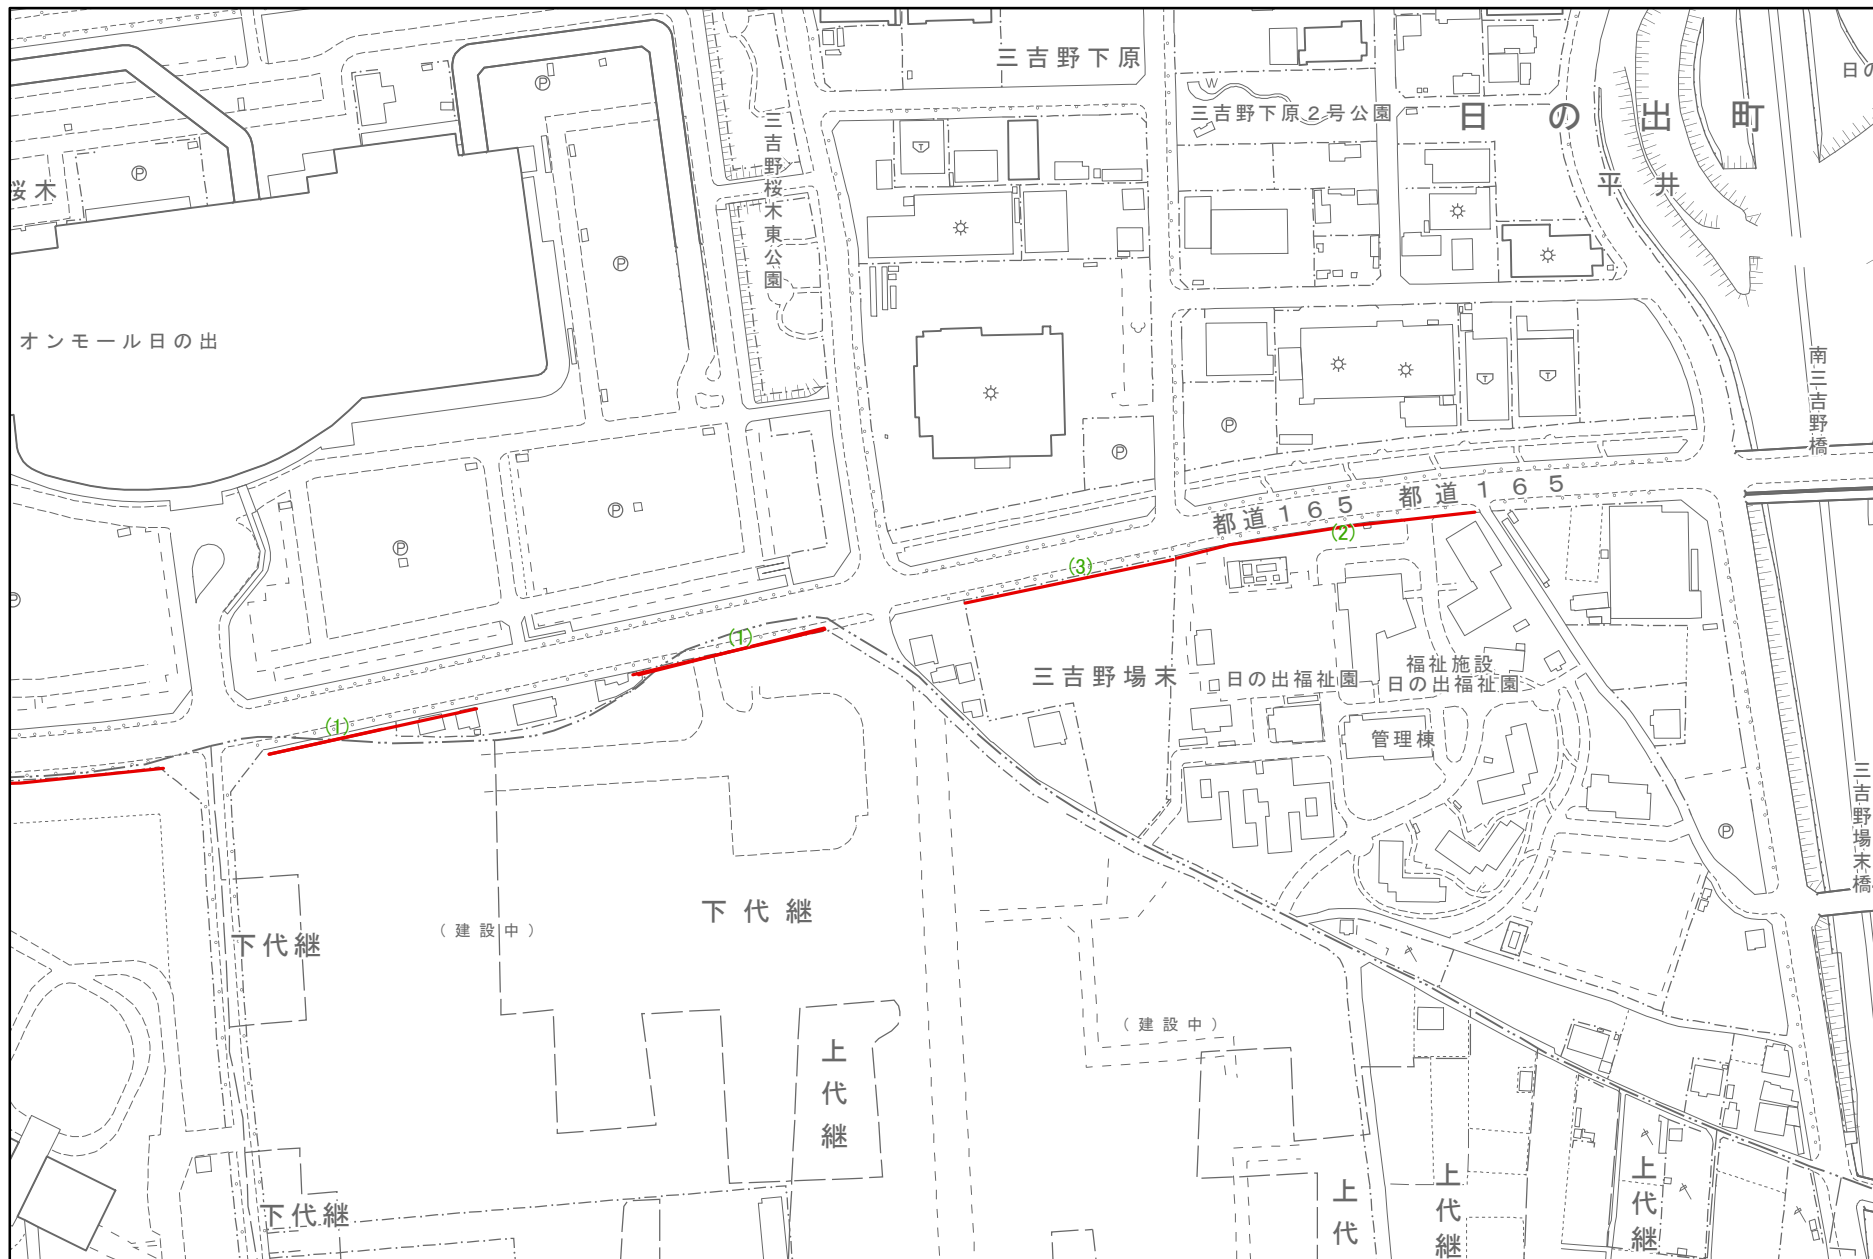 三吉野下原
三吉野下原2号公園
日の出町
日の
平井
桜木
三吉野桜木東公園
オンモール日の出
南三吉野橋
都道165
都道165
(2)
(3)
(1)
(1)
三吉野場末
日の出福祉園
福祉施設
日の出福祉園
管理棟
三吉野場末橋
下代継
下代継
(建設中)
(建設中)
上代継
下代継
上代
上代継
上代継